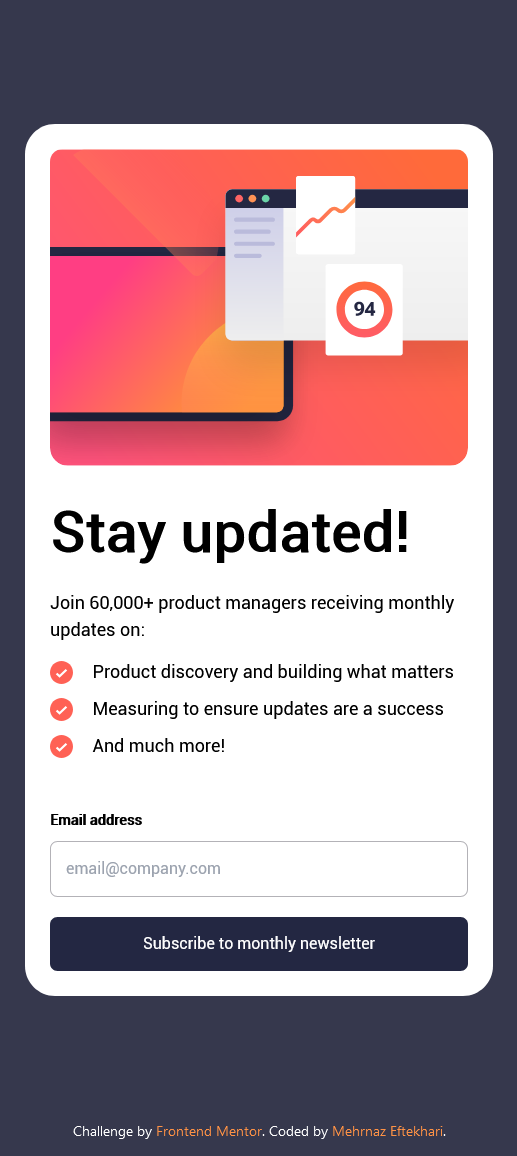 94
Stay updated!
Join 60,000+ product managers receiving monthly
updates on:
Product discovery and building what matters
Measuring to ensure updates are a success
And much more!
Email address
email@company.com
Subscribe to monthly newsletter
Challenge by Frontend Mentor. Coded by Mehrnaz Eftekhari.